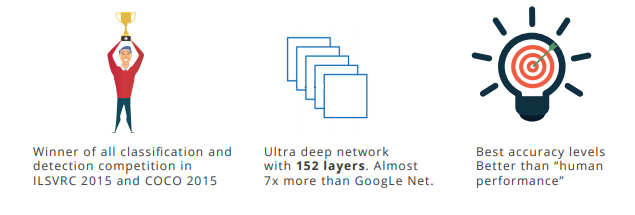 Winner of all classification and
detection competition in
ILSVRC 2015 and COCO 2015
Ultra deep network
with 152 layers. Almost
7x more than GoogLe Net.
Best accuracy levels
Better than “human
performance”